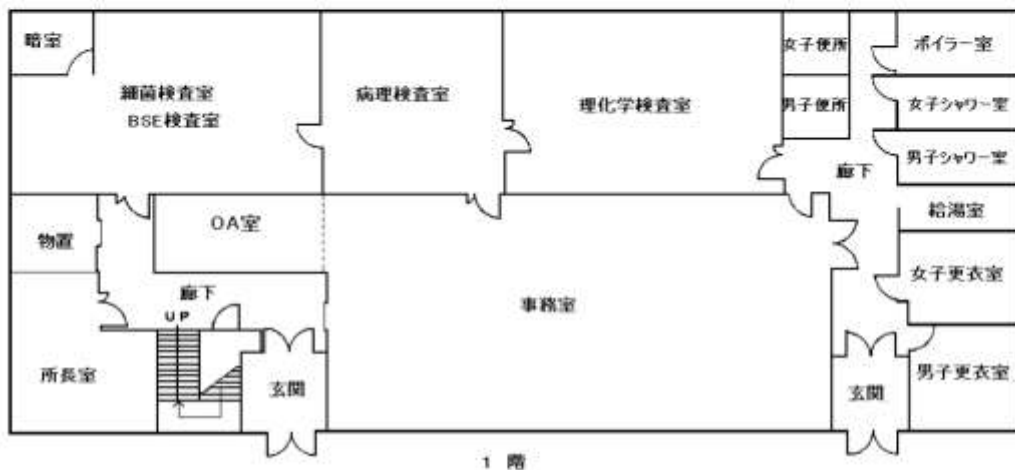 暗室
細菌検査室
BSE検査室
病理検査室
理化学検査室
女子便所
男子便所
ボイラー室
女子シャワー室
男子シャワー室
廊下
給湯室
物置
OA室
女子更衣室
廊下
UP
事務室
所長室
玄関
玄関
男子更衣室
1 階